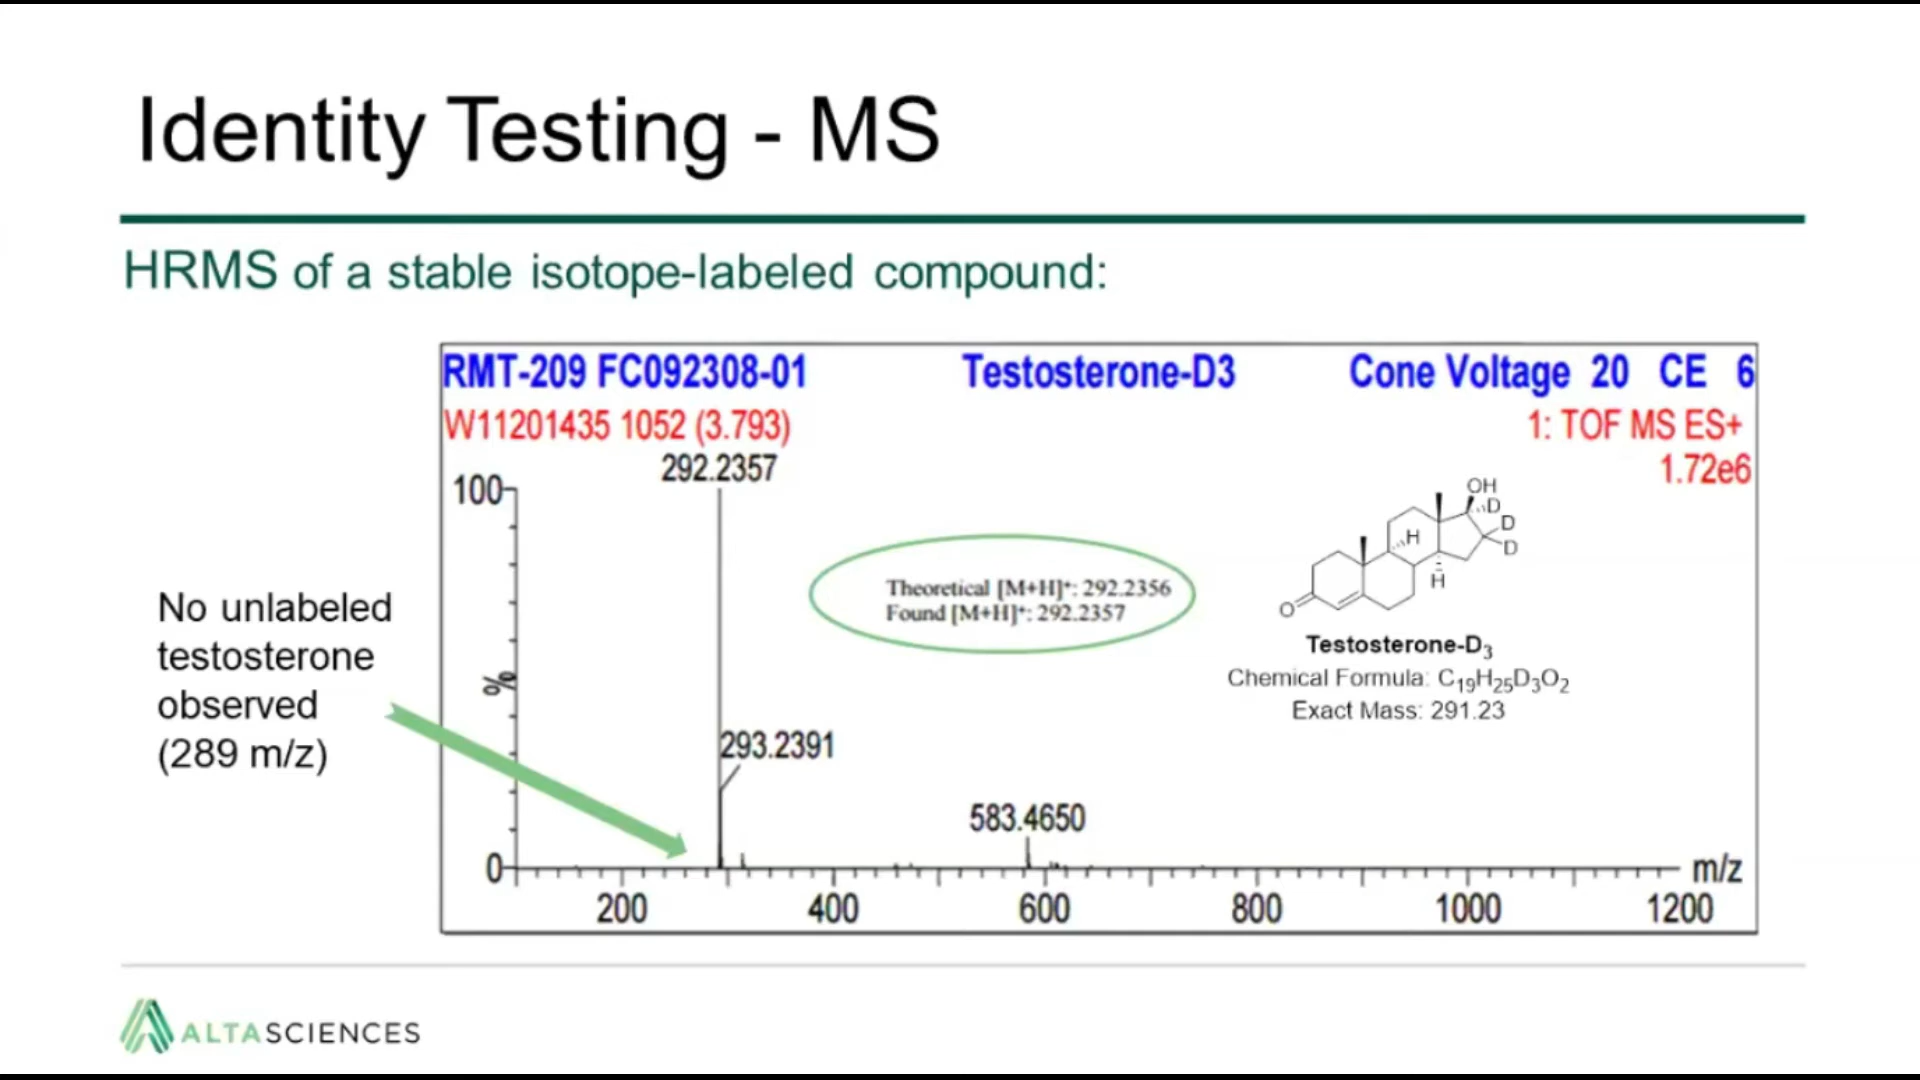 Identity Testing - MS
HRMS of a stable isotope-labeled compound:
RMT-209 FC092308-01 Testosterone-D3 Cone Voltage 20 CE 6
W11201435 1052 (3.793) 1: TOF MS ES+
292.2357 1.72e6
100
%
0
Theoretical [M+H]⁺: 292.2356
Found [M+H]⁺: 292.2357
OH
D
D
D
H
H
O
Testosterone-D₃
Chemical Formula: C₁₉H₂₅D₃O₂
Exact Mass: 291.23
No unlabeled
testosterone
observed
(289 m/z)
293.2391
583.4650
m/z
200 400 600 800 1000 1200
ALTASCIENCES